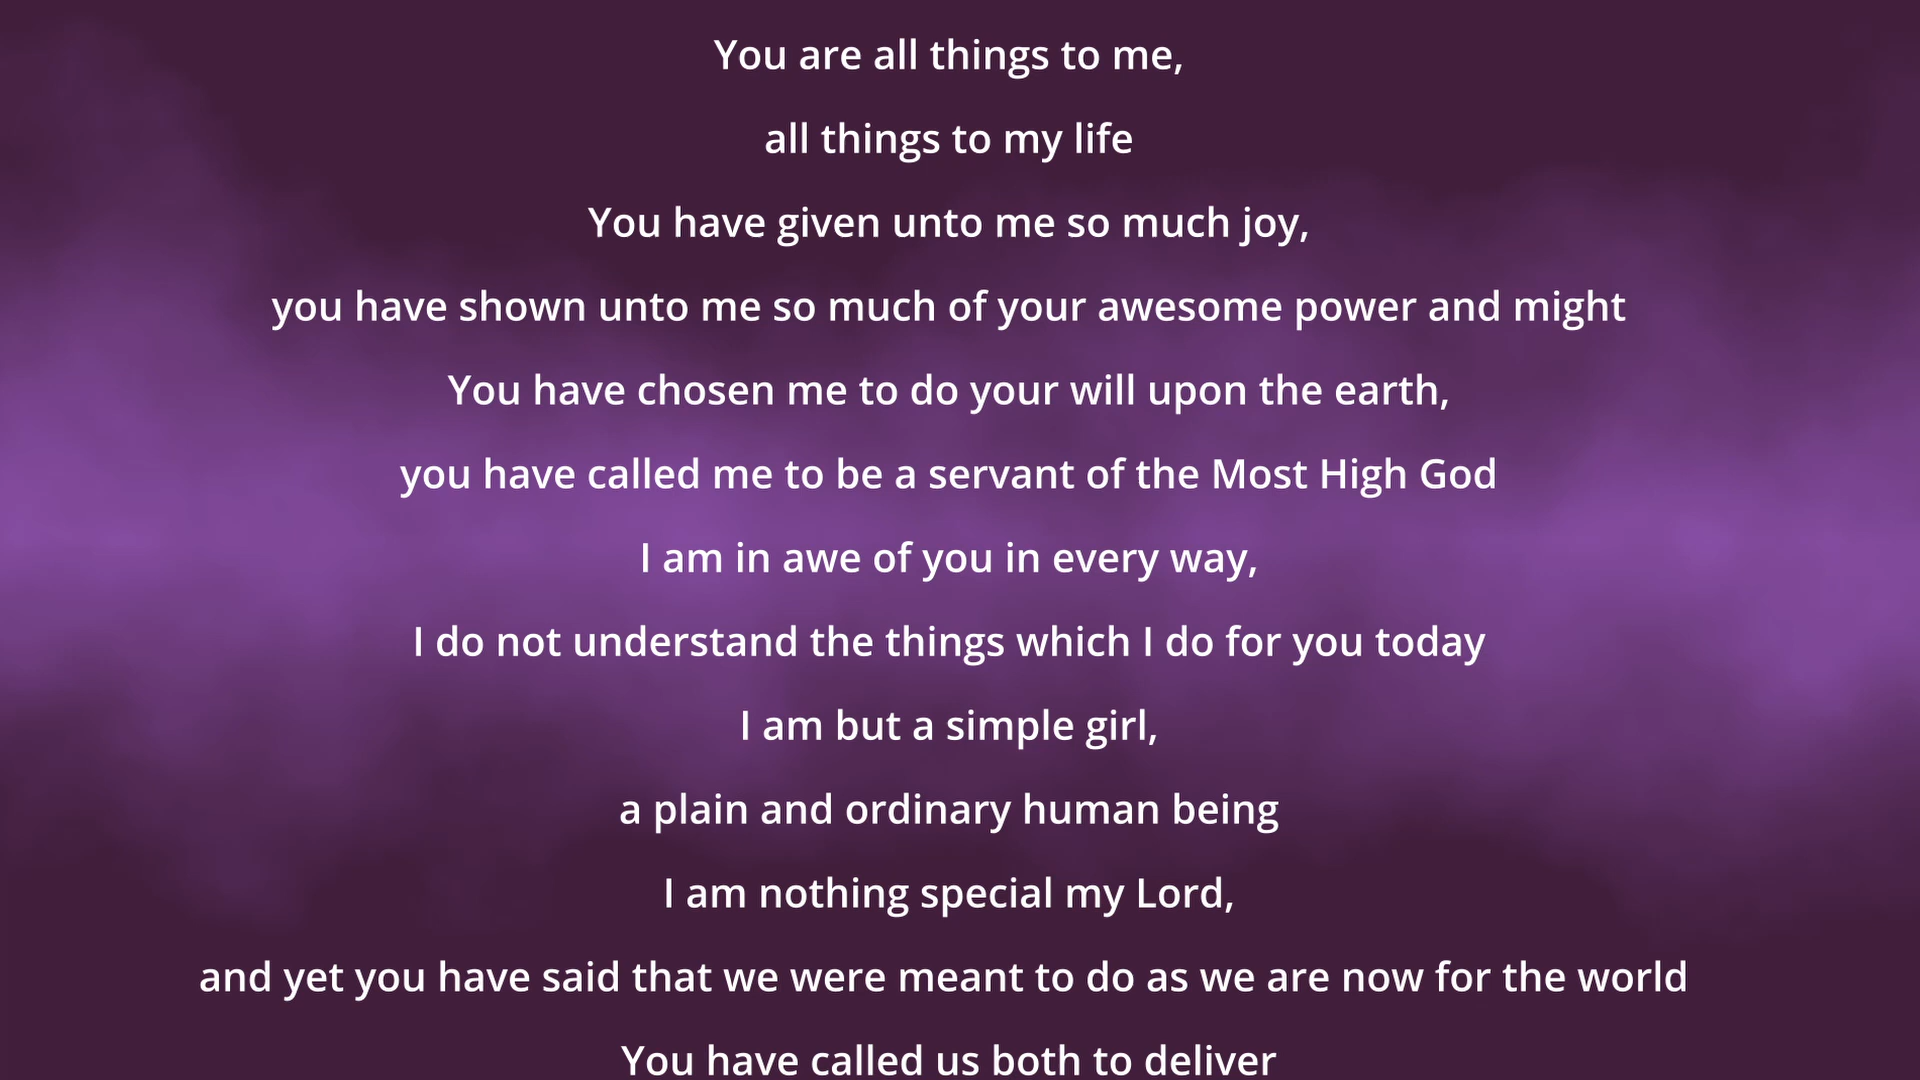 You are all things to me,
all things to my life
You have given unto me so much joy,
you have shown unto me so much of your awesome power and might
You have chosen me to do your will upon the earth,
you have called me to be a servant of the Most High God
I am in awe of you in every way,
I do not understand the things which I do for you today
I am but a simple girl,
a plain and ordinary human being
I am nothing special my Lord,
and yet you have said that we were meant to do as we are now for the world
You have called us both to deliver